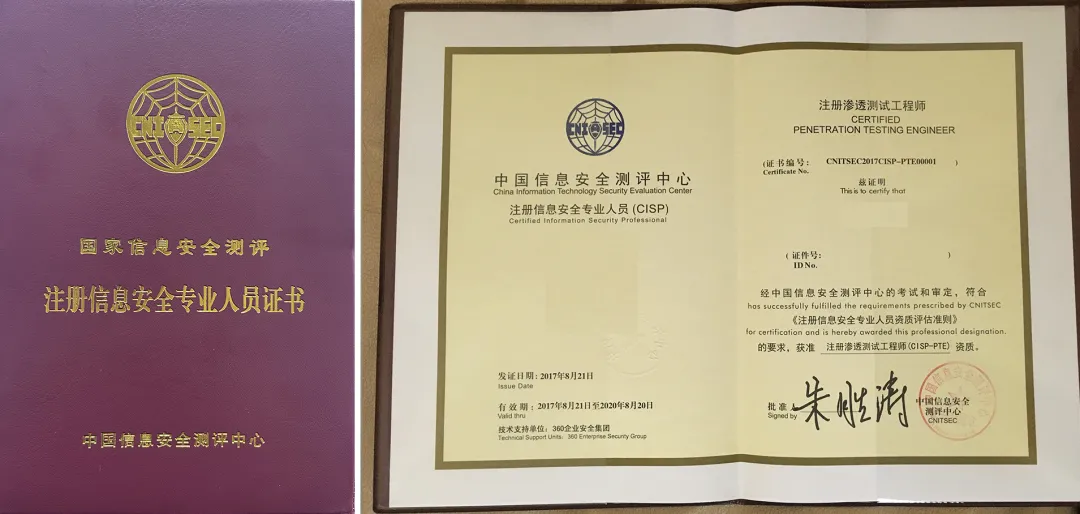 CNITSEC
国家信息安全测评
注册信息安全专业人员证书
中国信息安全测评中心
CNITSEC
中国信息安全测评中心
China Information Technology Security Evaluation Center
注册信息安全专业人员(CISP)
Certified Information Security Professional
发证日期：2017年8月21日
Issue Date
有效期：2017年8月21日至2020年8月20日
Valid thru
技术支持单位：360企业安全集团
Technical Support Units：360 Enterprise Security Group
注册渗透测试工程师
CERTIFIED
PENETRATION TESTING ENGINEER
(证书编号： CNITSEC2017CISP-PTE00001 )
Certificate No.
兹证明
This is to certify that
(证件号： )
ID No.
经中国信息安全测评中心的考试和审定，符合
has successfully fulfilled the requirements prescribed by CNITSEC
《注册信息安全专业人员资质评估准则》
for certification and is hereby awarded this professional designation.
的要求，获准 注册渗透测试工程师(CISP-PTE) 资质。
批准人 朱胜涛
Signed by
中国信息安全
测评中心
CNITSEC